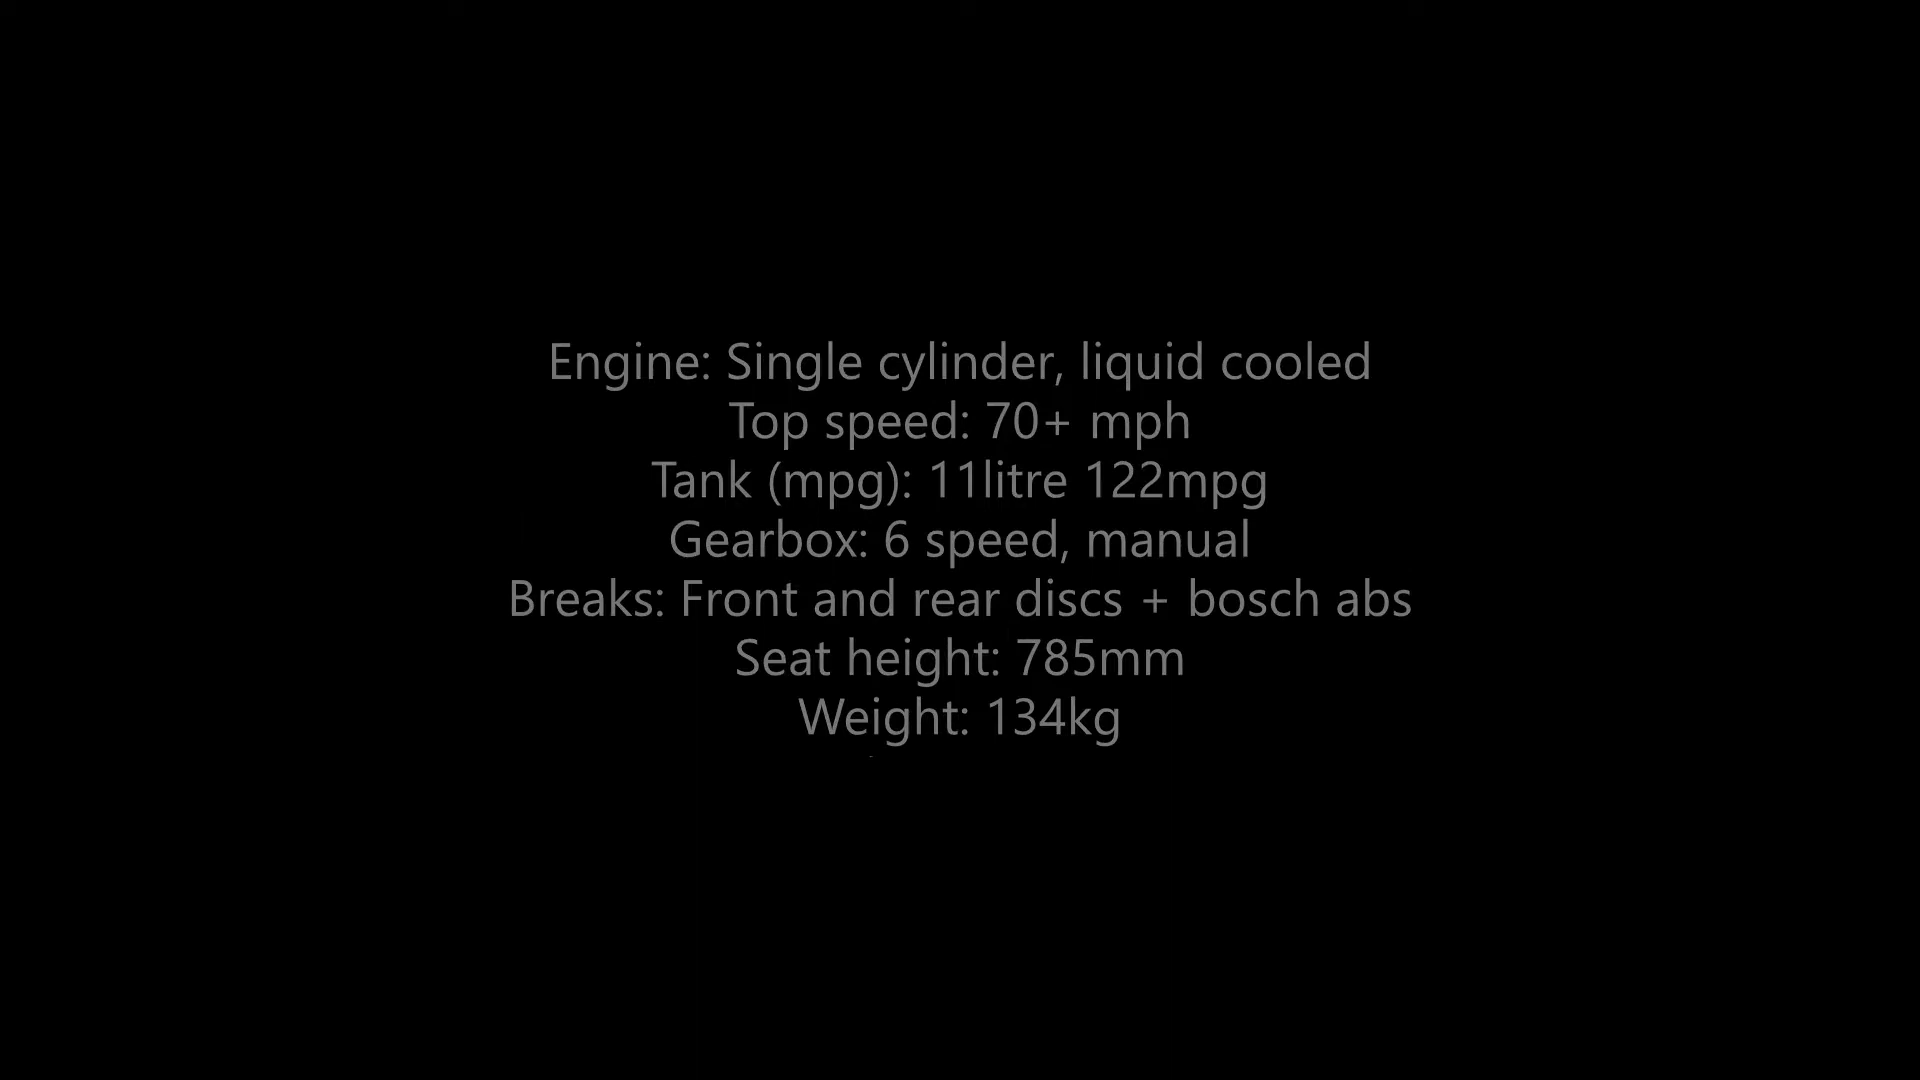 Engine: Single cylinder, liquid cooled
Top speed: 70+ mph
Tank (mpg): 11litre 122mpg
Gearbox: 6 speed, manual
Breaks: Front and rear discs + bosch abs
Seat height: 785mm
Weight: 134kg